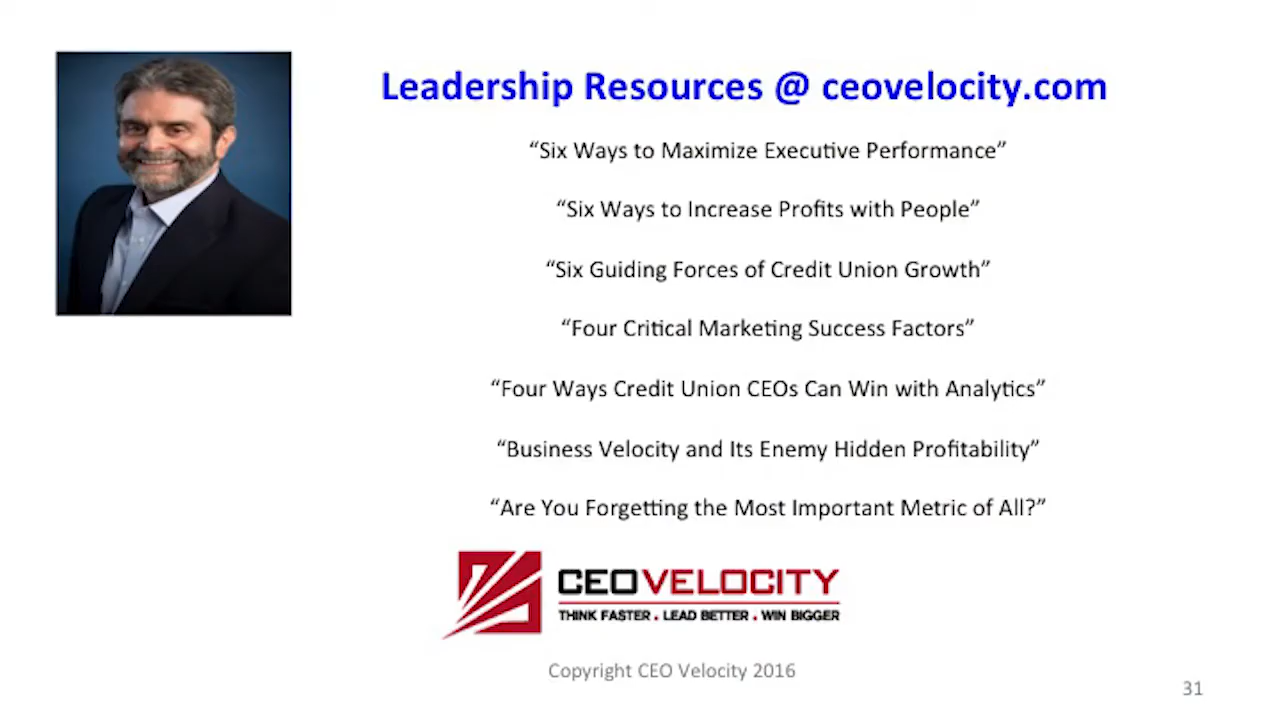 Leadership Resources @ ceovelocity.com
“Six Ways to Maximize Executive Performance”
“Six Ways to Increase Profits with People”
“Six Guiding Forces of Credit Union Growth”
“Four Critical Marketing Success Factors”
“Four Ways Credit Union CEOs Can Win with Analytics”
“Business Velocity and Its Enemy Hidden Profitability”
“Are You Forgetting the Most Important Metric of All?”
CEOVELOCITY
THINK FASTER . LEAD BETTER . WIN BIGGER
Copyright CEO Velocity 2016
31